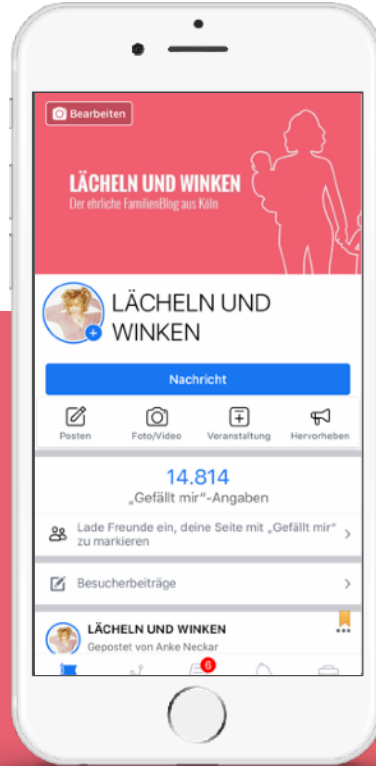 Bearbeiten
LÄCHELN UND WINKEN
Der ehrliche FamilienBlog aus Köln
LÄCHELN UND
WINKEN
Nachricht
Posten
Foto/Video
Veranstaltung
Hervorheben
14.814
„Gefällt mir"-Angaben
Lade Freunde ein, deine Seite mit „Gefällt mir"
zu markieren
Besucherbeiträge
LÄCHELN UND WINKEN
Gepostet von Anke Neckar
6